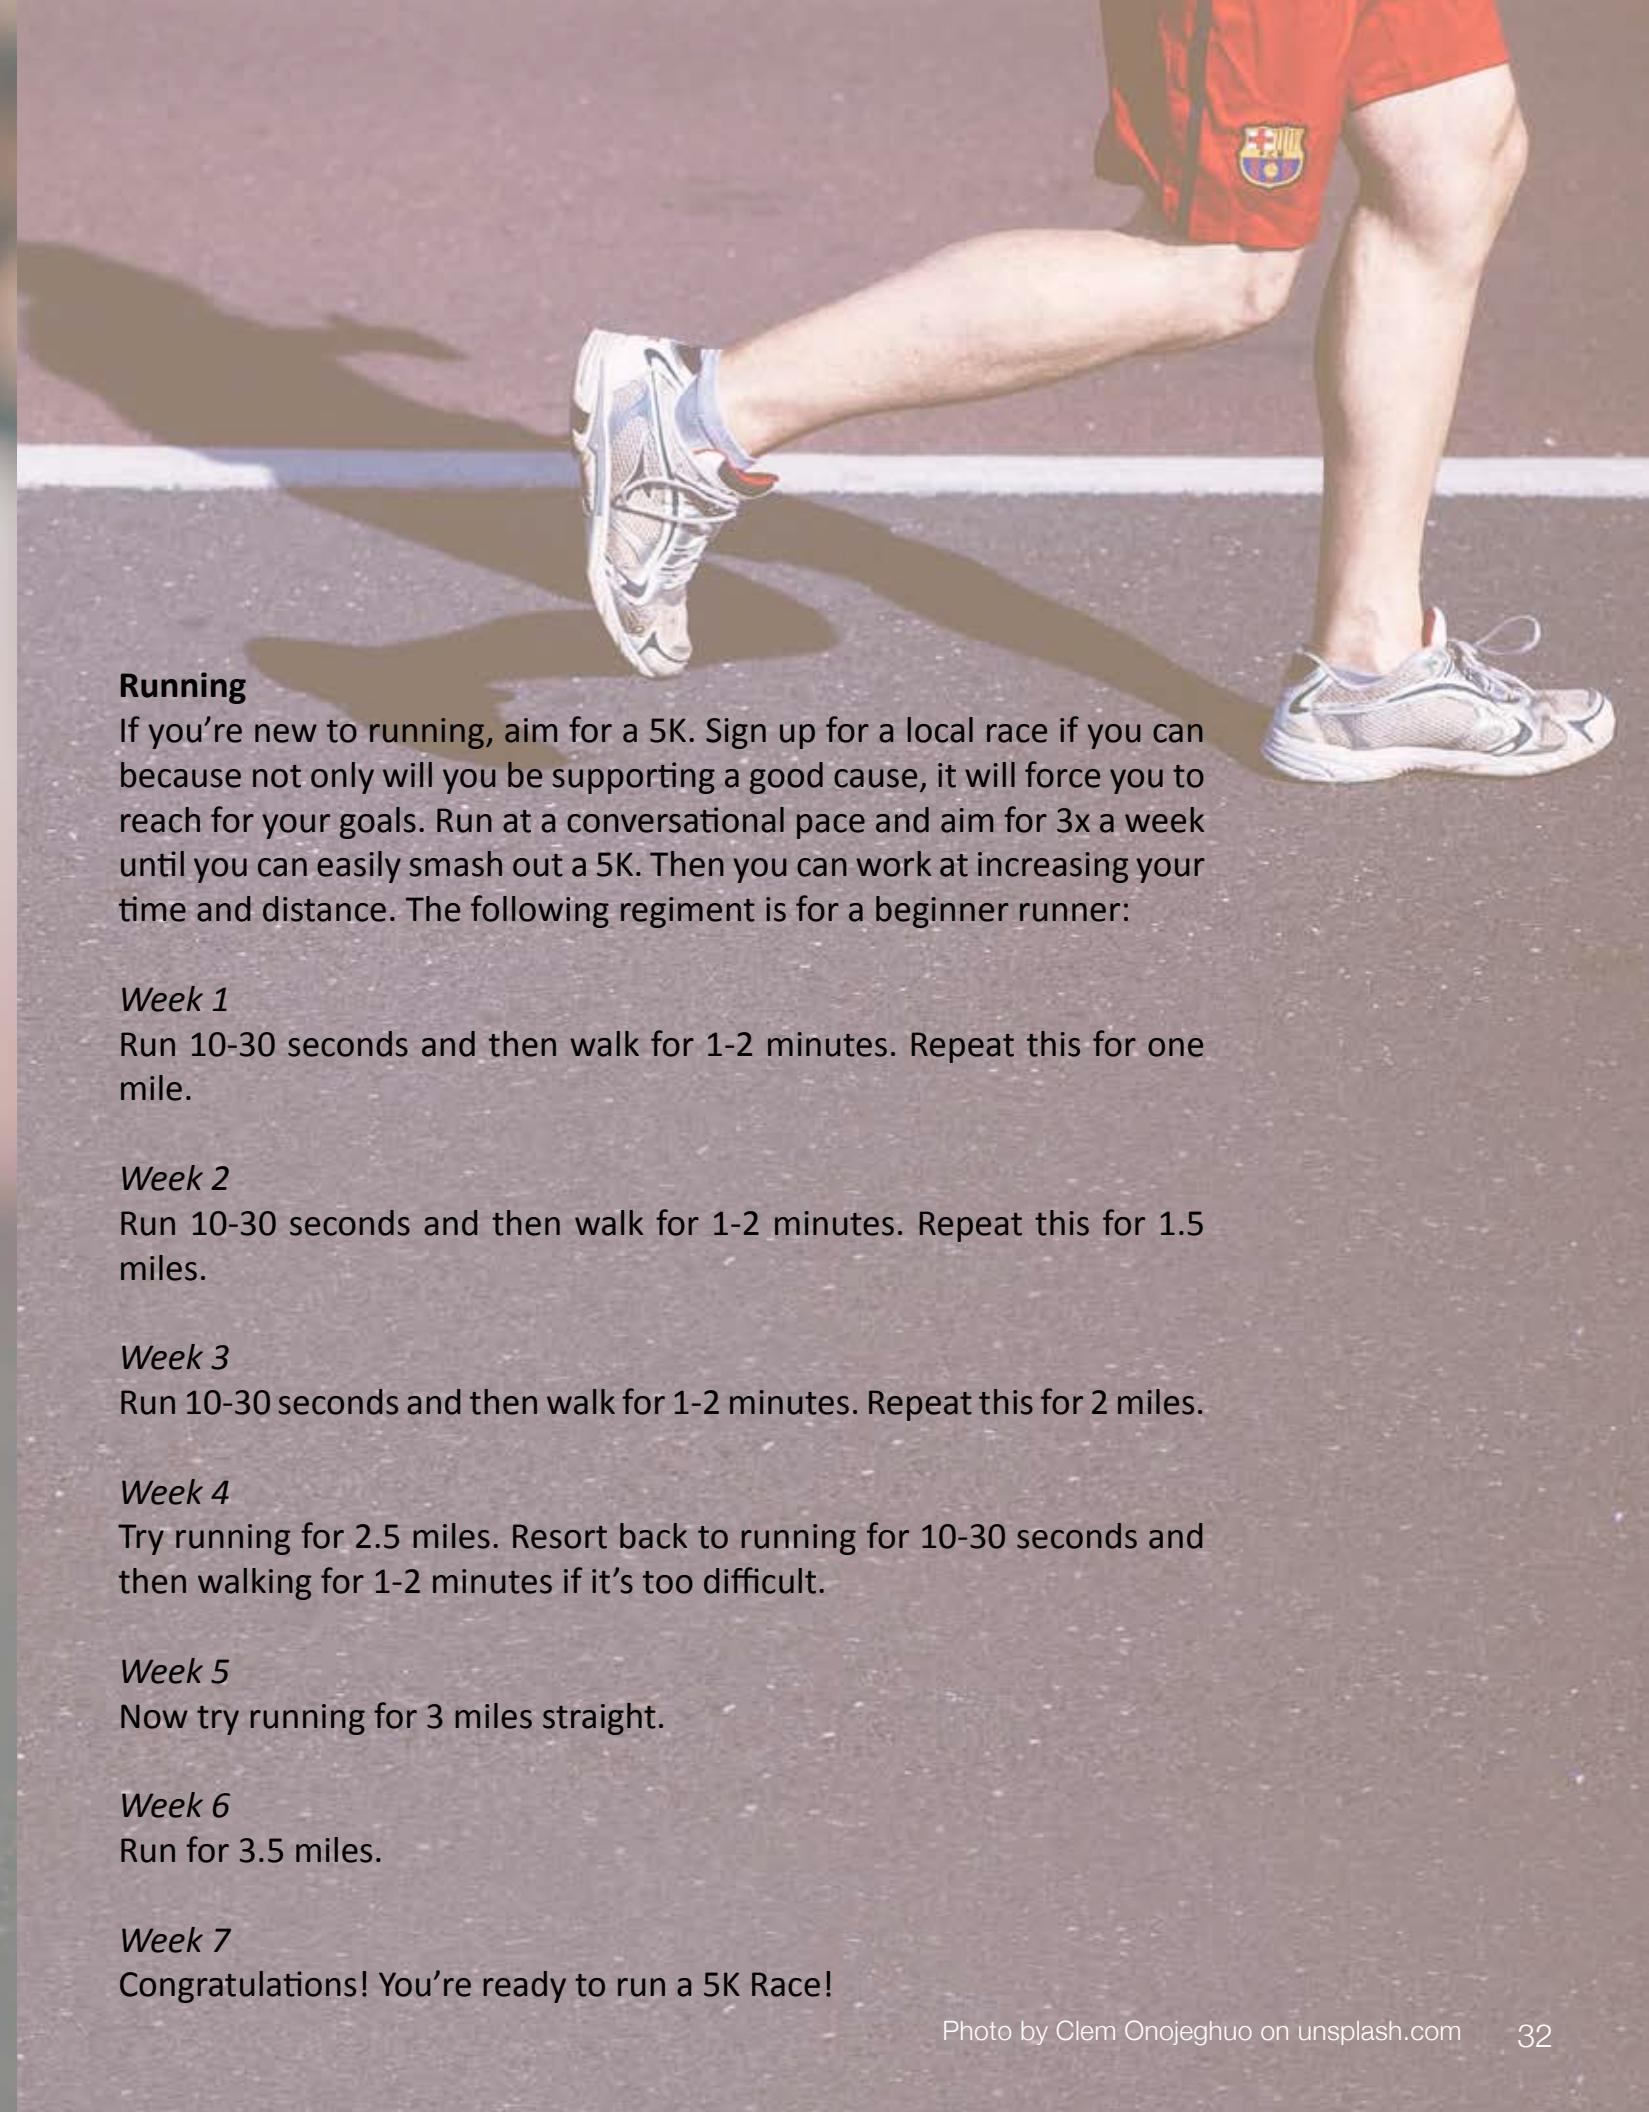 Running
If you're new to running, aim for a 5K. Sign up for a local race if you can
because not only will you be supporting a good cause, it will force you to
reach for your goals. Run at a conversational pace and aim for 3x a week
until you can easily smash out a 5K. Then you can work at increasing your
time and distance. The following regiment is for a beginner runner:
Week 1
Run 10-30 seconds and then walk for 1-2 minutes. Repeat this for one
mile.
Week 2
Run 10-30 seconds and then walk for 1-2 minutes. Repeat this for 1.5
miles.
Week 3
Run 10-30 seconds and then walk for 1-2 minutes. Repeat this for 2 miles.
Week 4
Try running for 2.5 miles. Resort back to running for 10-30 seconds and
then walking for 1-2 minutes if it's too difficult.
Week 5
Now try running for 3 miles straight.
Week 6
Run for 3.5 miles.
Week 7
Congratulations! You're ready to run a 5K Race!
Photo by Clem Onojeghuo on unsplash.com
32